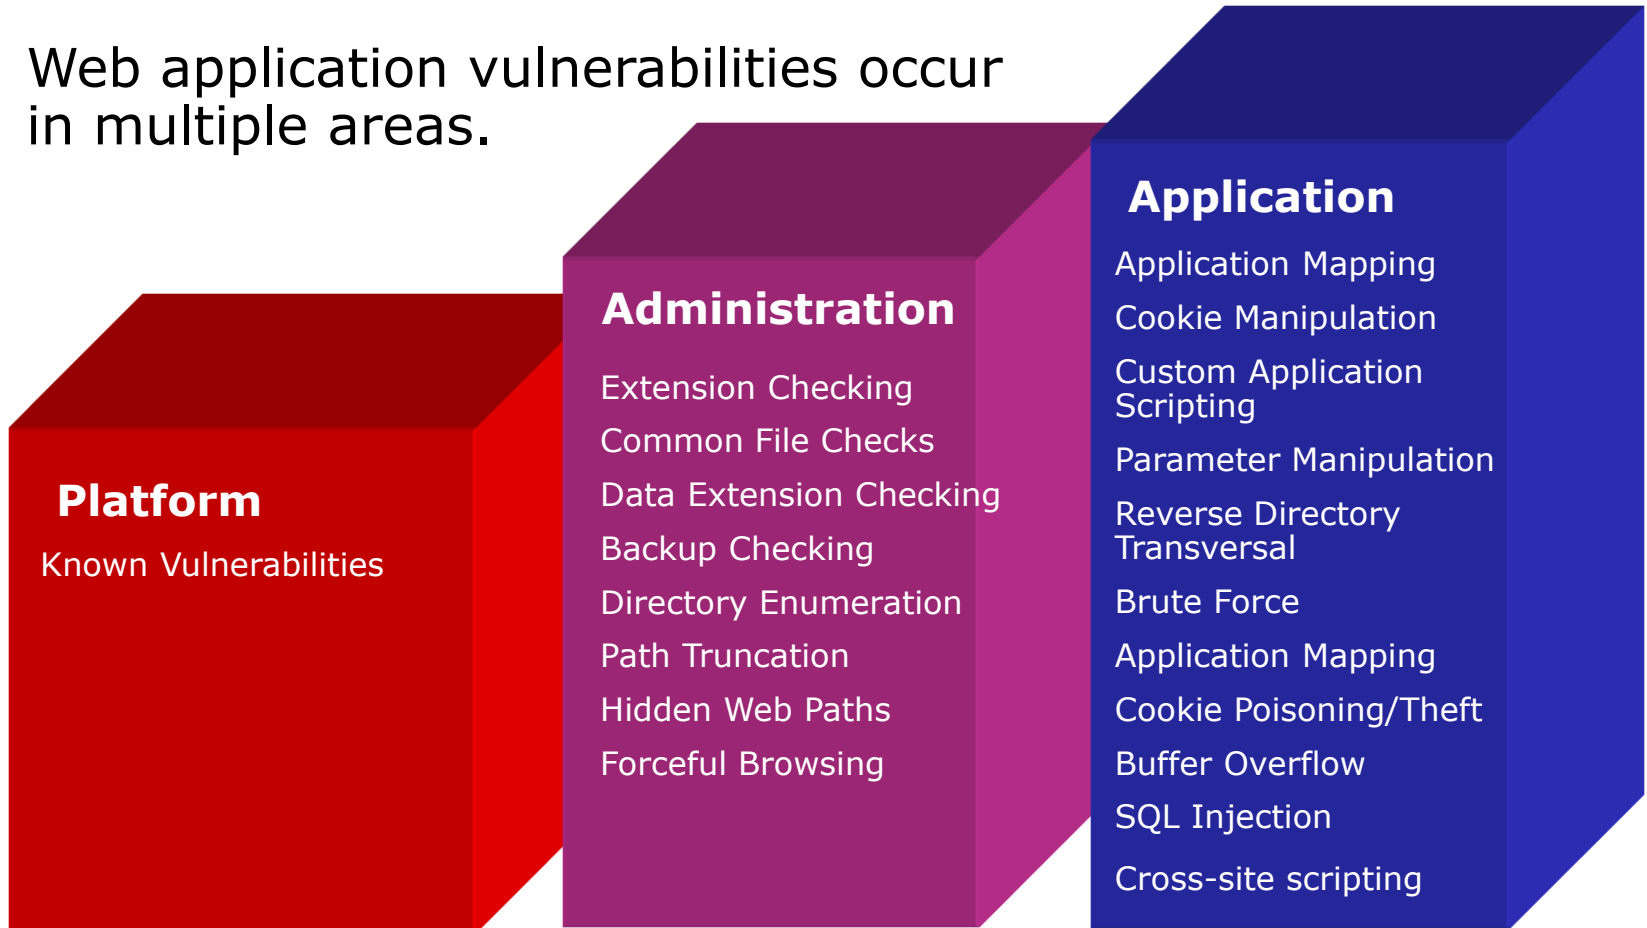 Web application vulnerabilities occur
in multiple areas.
Platform
Known Vulnerabilities
Administration
Extension Checking
Common File Checks
Data Extension Checking
Backup Checking
Directory Enumeration
Path Truncation
Hidden Web Paths
Forceful Browsing
Application
Application Mapping
Cookie Manipulation
Custom Application
Scripting
Parameter Manipulation
Reverse Directory
Transversal
Brute Force
Application Mapping
Cookie Poisoning/Theft
Buffer Overflow
SQL Injection
Cross-site scripting